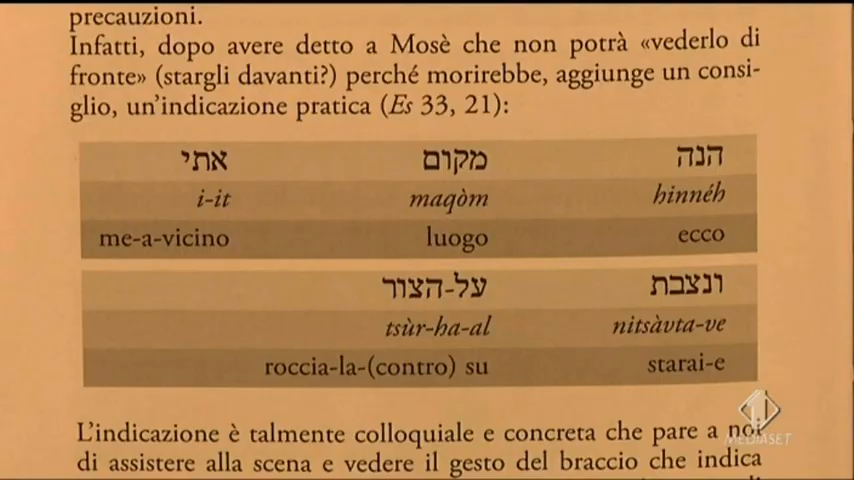 precauzioni.
Infatti, dopo avere detto a Mosè che non potrà «vederlo di
fronte» (stargli davanti?) perché morirebbe, aggiunge un consi-
glio, un'indicazione pratica (Es 33, 21):
הנה מקום אתי
i-it maqòm hinnéh
me-a-vicino luogo ecco
ונצבת על-הצור
tsùr-ha-al nitsàvta-ve
roccia-la-(contro) su starai-e
L'indicazione è talmente colloquiale e concreta che pare a noi
di assistere alla scena e vedere il gesto del braccio che indica
MEDIASET